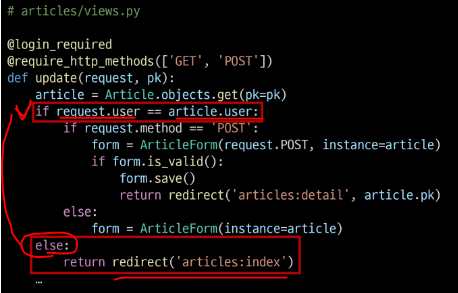 # articles/views.py
@login_required
@require_http_methods(['GET', 'POST'])
def update(request, pk):
    article = Article.objects.get(pk=pk)
    if request.user == article.user:
        if request.method == 'POST':
            form = ArticleForm(request.POST, instance=article)
            if form.is_valid():
                form.save()
                return redirect('articles:detail', article.pk)
        else:
            form = ArticleForm(instance=article)
    else:
        return redirect('articles:index')
    …